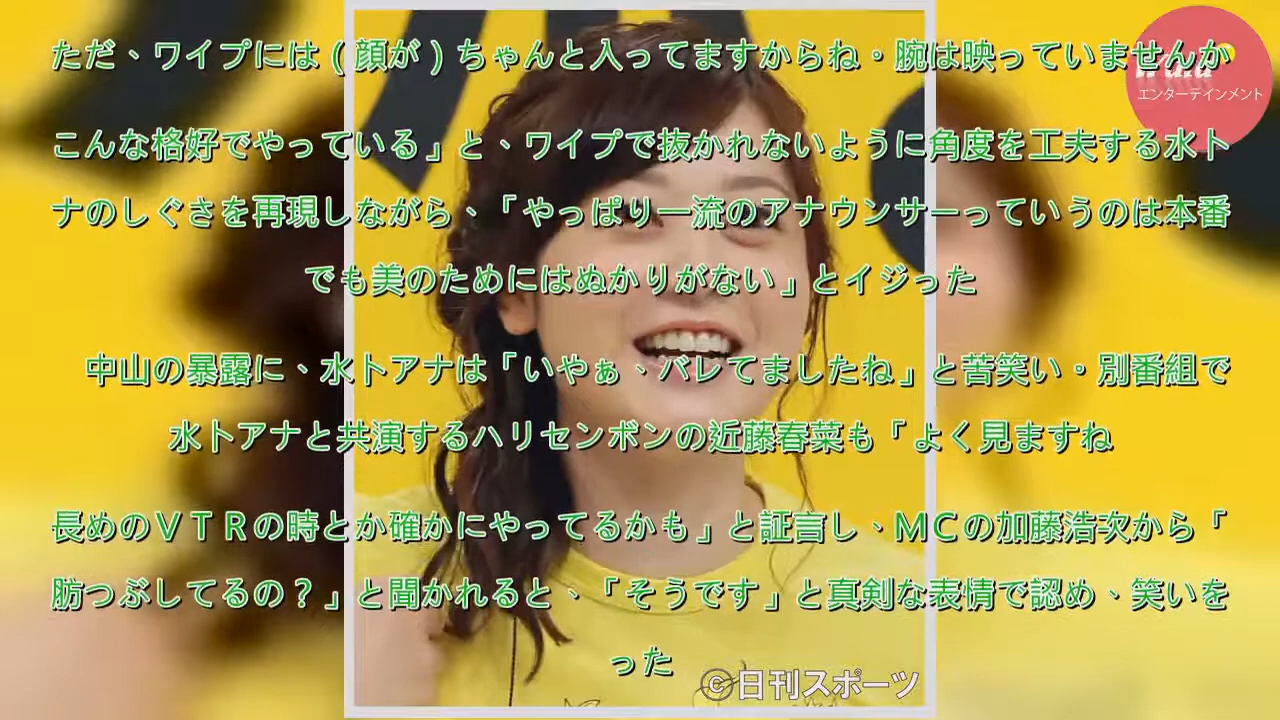 ただ、ワイプには(顔が)ちゃんと入ってますからね・腕は映っていませんか
エンターテインメント
こんな格好でやっている」と、ワイプで抜かれないように角度を工夫する水ト
ナのしぐさを再現しながら、「やっぱり一流のアナウンサーっていうのは本番
でも美のためにはぬかりがない」とイジった
中山の暴露に、水トアナは「いやぁ、バレてましたね」と苦笑い・別番組で
水トアナと共演するハリセンボンの近藤春菜も「よく見ますね
長めのVTRの時とか確かにやってるかも」と証言し、MCの加藤浩次から「
肪つぶしてるの?」と聞かれると、「そうです」と真剣な表情で認め、笑いを
った
©日刊スポーツ